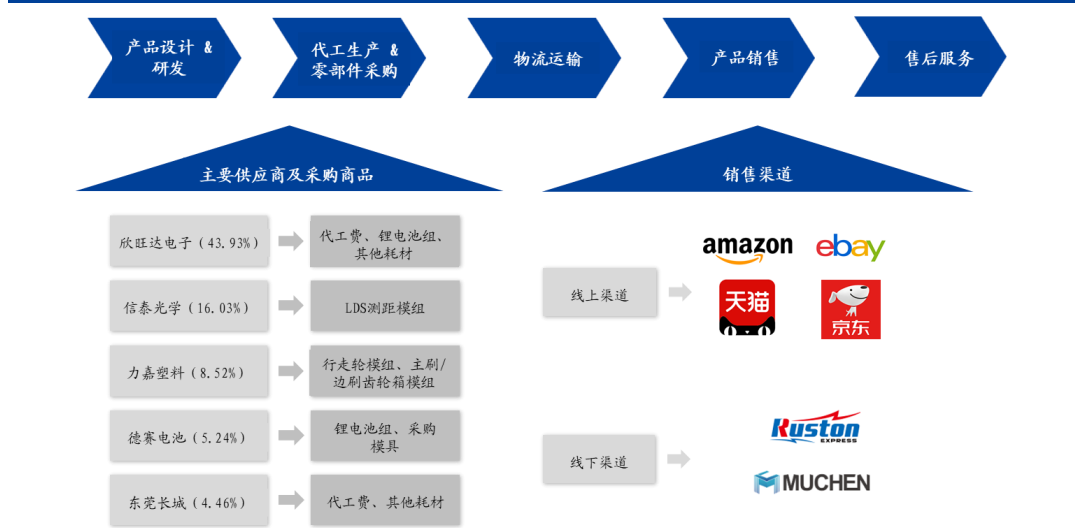 产品设计 &
研发
代工生产 &
零部件采购
物流运输
产品销售
售后服务
主要供应商及采购商品
销售渠道
欣旺达电子（43.93%）
代工费、锂电池组、
其他耗材
信泰光学（16.03%）
LDS测距模组
力嘉塑料（8.52%）
行走轮模组、主刷/
边刷齿轮箱模组
德赛电池（5.24%）
锂电池组、采购
模具
东莞长城（4.46%）
代工费、其他耗材
线上渠道
amazon
ebay
天猫
京东
线下渠道
Kuston
EXPRESS
MUCHEN